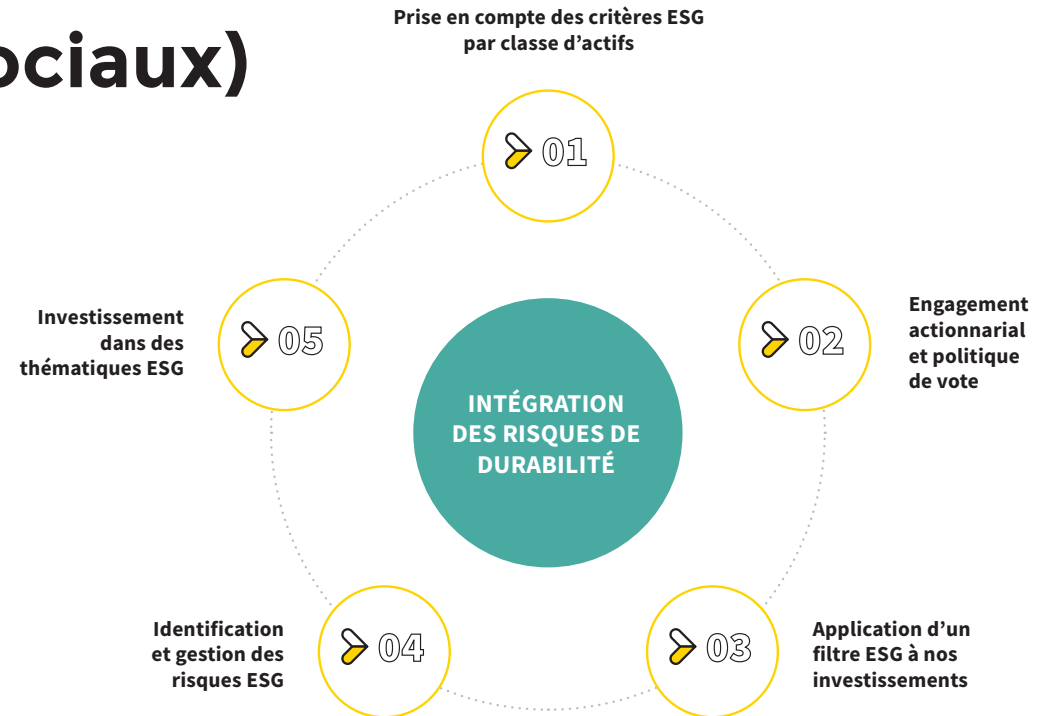 ociaux)
Prise en compte des critères ESG
par classe d’actifs
01
Engagement
actionnarial
et politique
de vote
02
Application d’un
filtre ESG à nos
investissements
03
Identification
et gestion des
risques ESG
04
Investissement
dans des
thématiques ESG
05
INTÉGRATION
DES RISQUES DE
DURABILITÉ